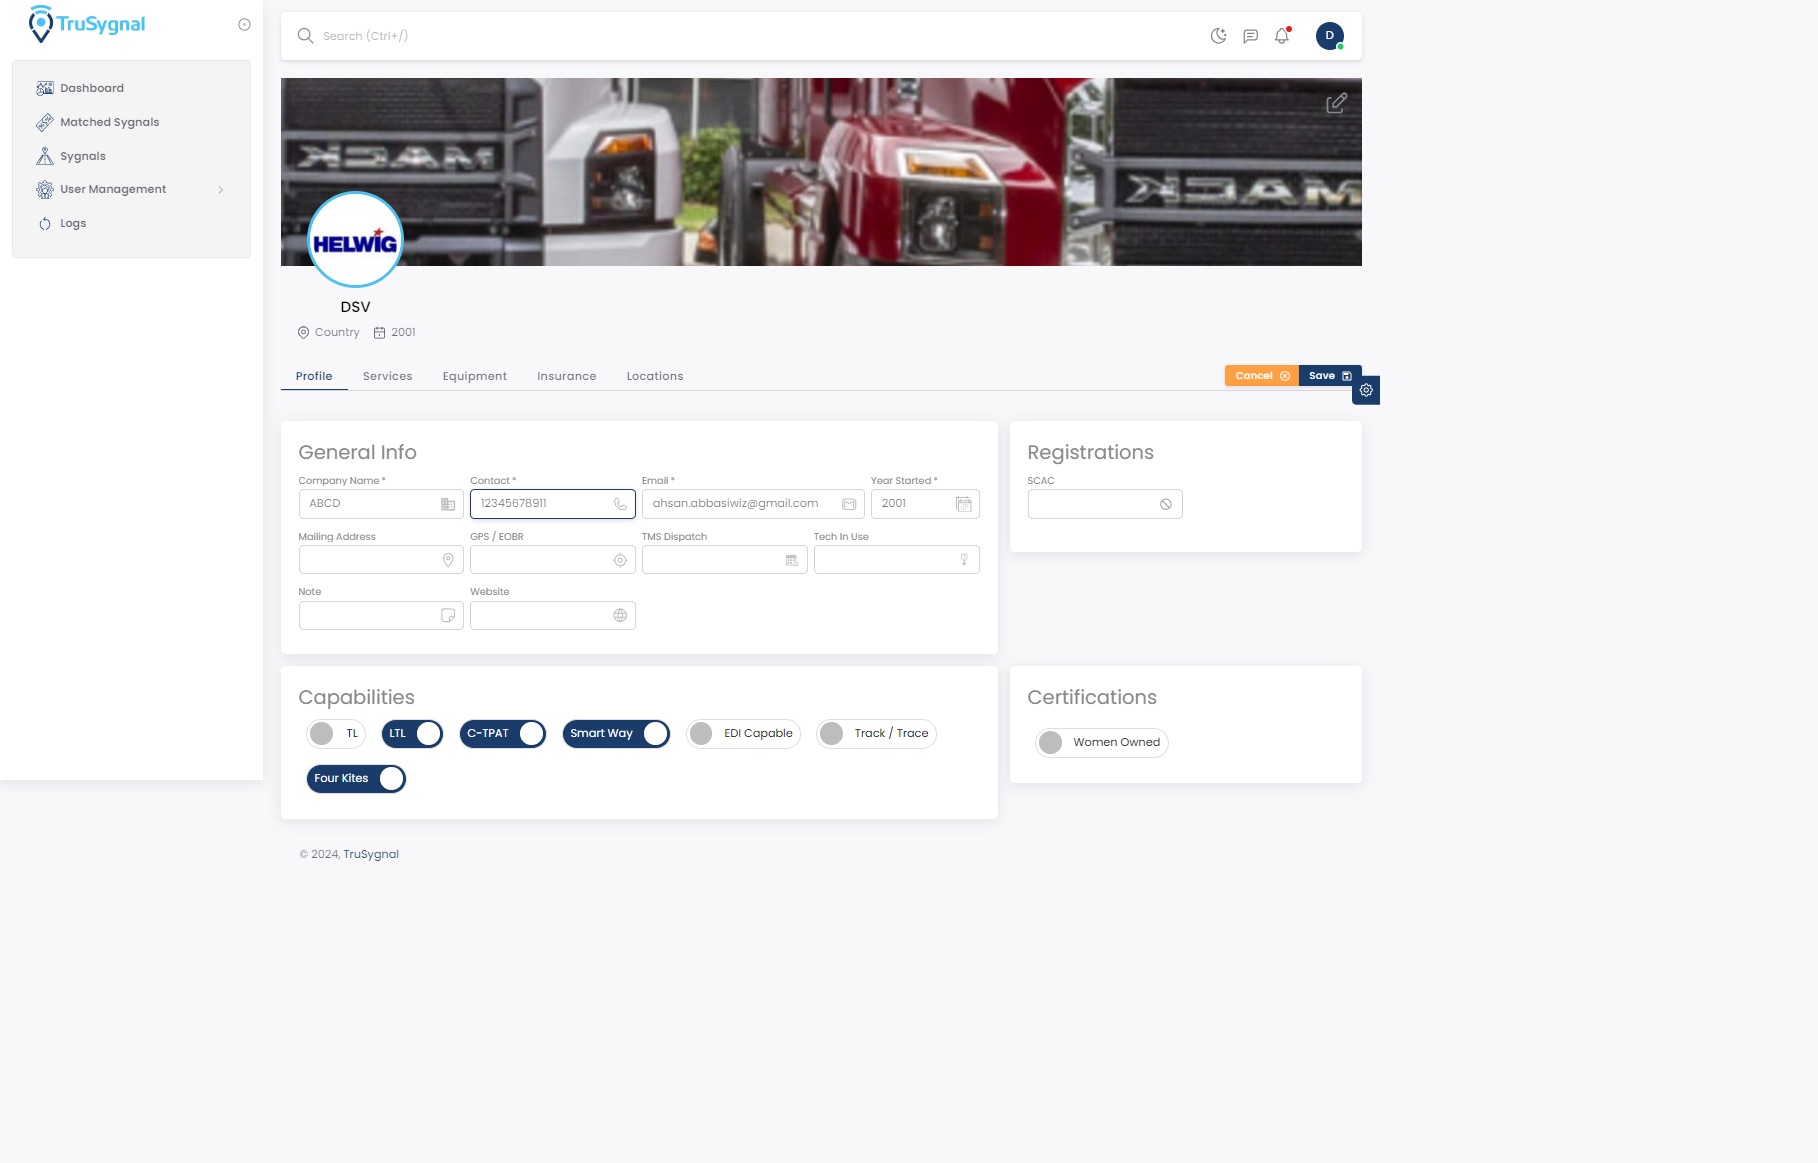 TruSygnal
Search (Ctrl+/)
D
Dashboard
Matched Sygnals
Sygnals
User Management
Logs
MACK
MACK
HELWIG
DSV
Country 2001
Profile Services Equipment Insurance Locations
Cancel Save
General Info
Company Name * Contact * Email * Year Started *
ABCD 12345678911 ahsan.abbasiwiz@gmail.com 2001
Mailing Address GPS / EOBR TMS Dispatch Tech In Use
Note Website
Registrations
SCAC
Capabilities
TL LTL C-TPAT Smart Way EDI Capable Track / Trace
Four Kites
Certifications
Women Owned
© 2024, TruSygnal